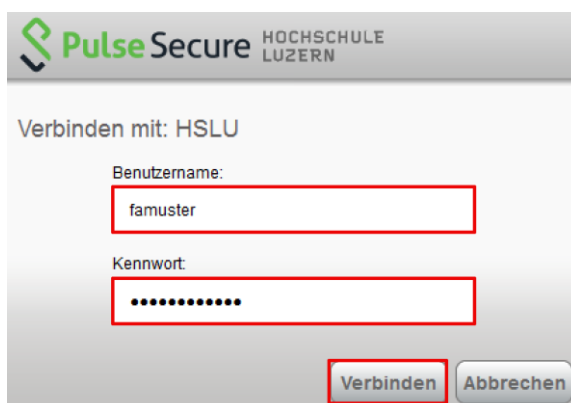 Pulse Secure HOCHSCHULE
LUZERN
Verbinden mit: HSLU
Benutzername:
famuster
Kennwort:
••••••••••••
Verbinden Abbrechen